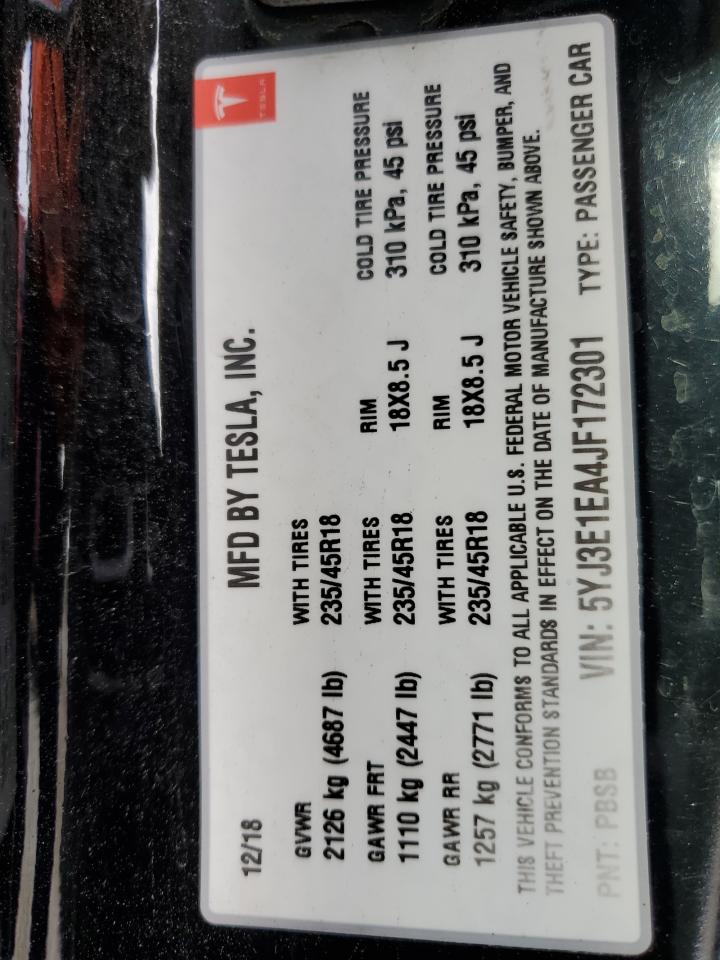 TESLA
12/18 MFD BY TESLA, INC.
GVWR WITH TIRES
2126 kg (4687 lb) 235/45R18
GAWR FRT WITH TIRES RIM COLD TIRE PRESSURE
1110 kg (2447 lb) 235/45R18 18X8.5 J 310 kPa, 45 psi
GAWR RR WITH TIRES RIM COLD TIRE PRESSURE
1257 kg (2771 lb) 235/45R18 18X8.5 J 310 kPa, 45 psi
THIS VEHICLE CONFORMS TO ALL APPLICABLE U.S. FEDERAL MOTOR VEHICLE SAFETY, BUMPER, AND
THEFT PREVENTION STANDARDS IN EFFECT ON THE DATE OF MANUFACTURE SHOWN ABOVE.
PNT: PBSB VIN: 5YJ3E1EA4JF172301 TYPE: PASSENGER CAR